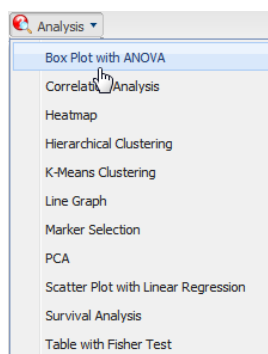 Analysis
Box Plot with ANOVA
Correlation Analysis
Heatmap
Hierarchical Clustering
K-Means Clustering
Line Graph
Marker Selection
PCA
Scatter Plot with Linear Regression
Survival Analysis
Table with Fisher Test